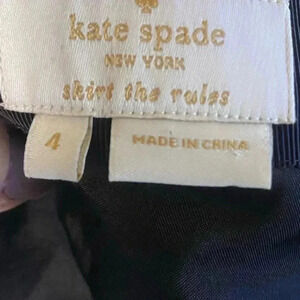 kate spade
NEW YORK
skirt the rules
4
MADE IN CHINA